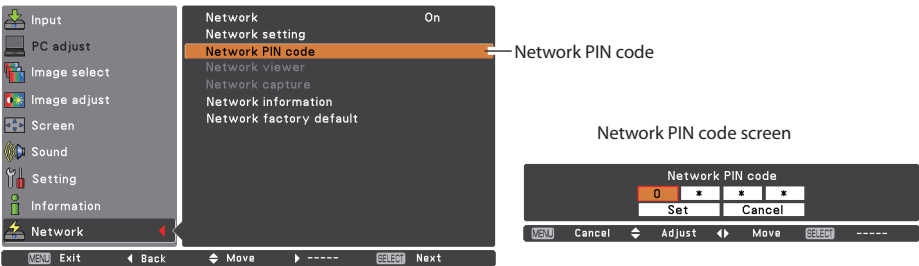 Input
PC adjust
Image select
Image adjust
Screen
Sound
Setting
Information
Network
Network On
Network setting
Network PIN code
Network viewer
Network capture
Network information
Network factory default
MENU Exit Back Move ----- SELECT Next
Network PIN code
Network PIN code screen
Network PIN code
0 * * *
Set Cancel
MENU Cancel Adjust Move SELECT -----